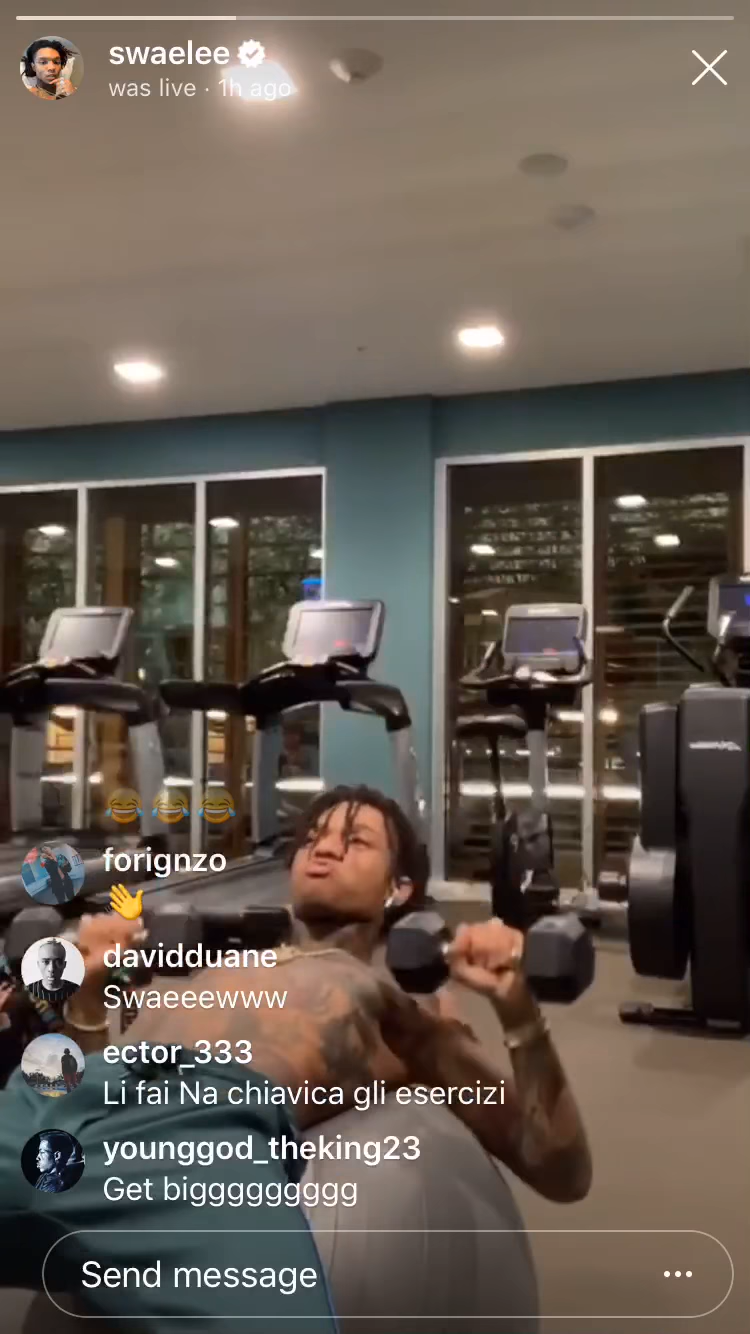 swaelee
was live · 1h ago
😂😂😂
forignzo
👋
davidduane
Swaeeewww
ector_333
Li fai Na chiavica gli esercizi
younggod_theking23
Get biggggggggg
Send message